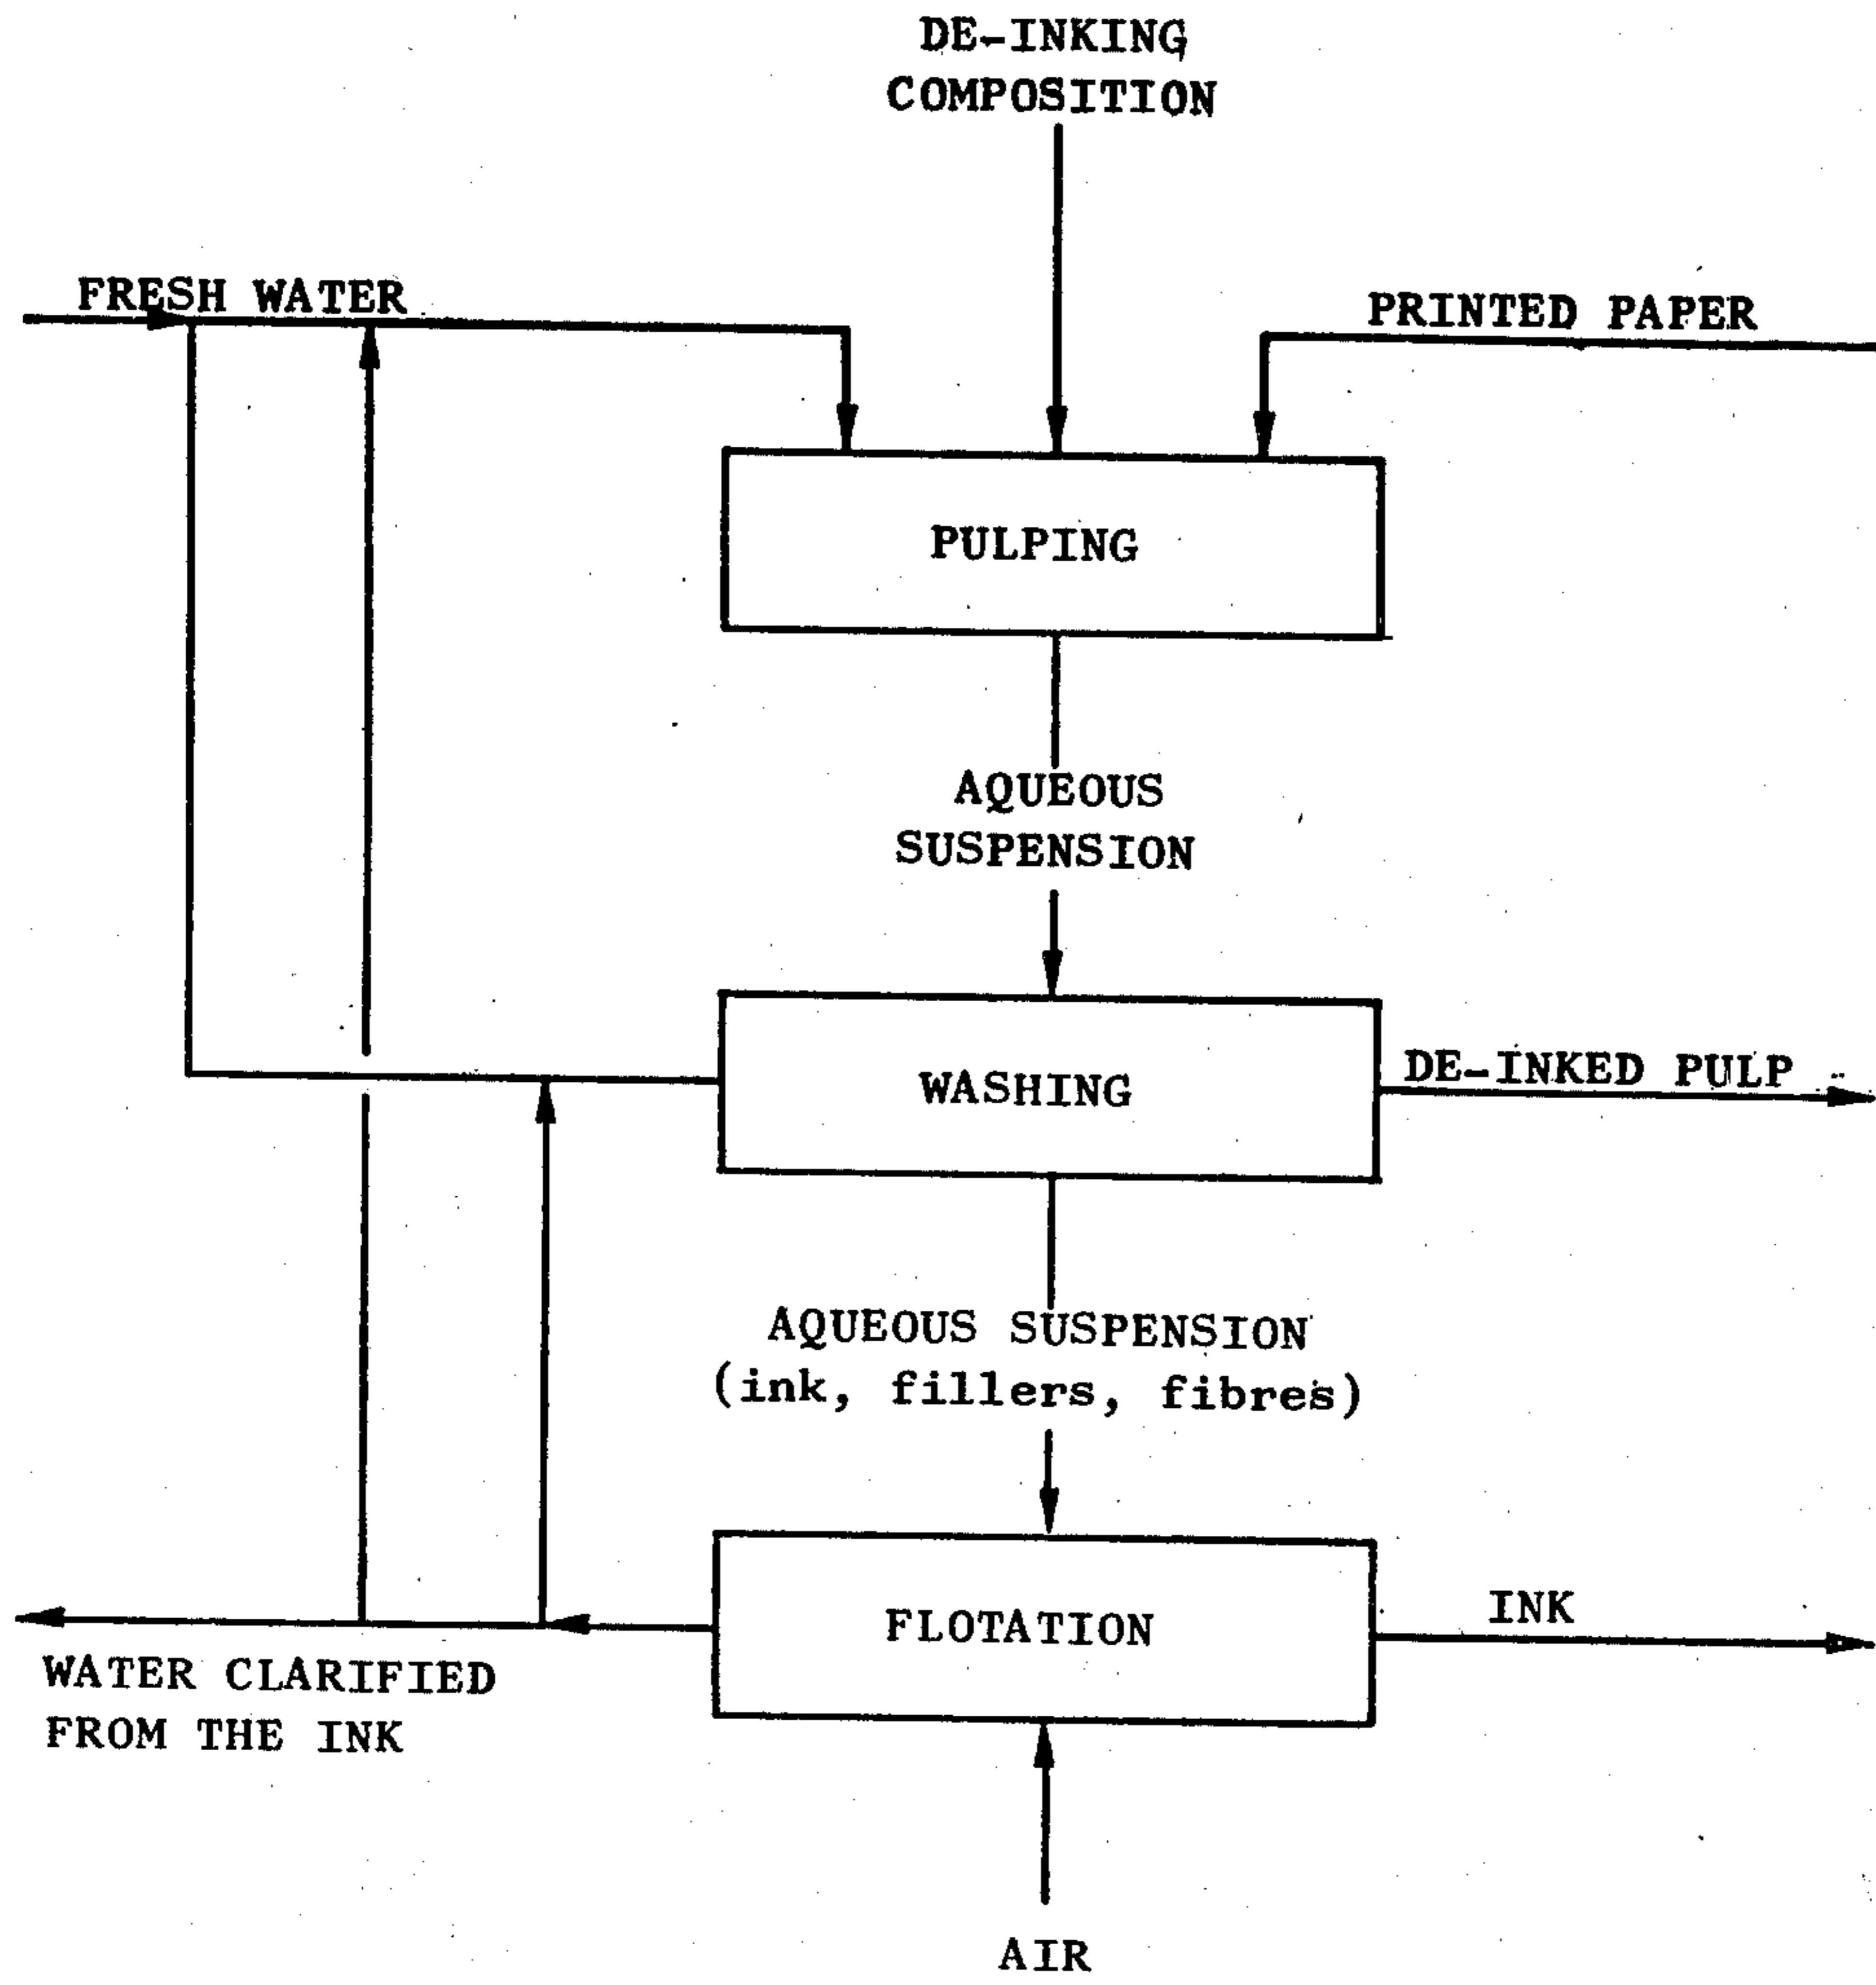 DE-INKING
COMPOSITION
FRESH WATER
PRINTED PAPER
PULPING
AQUEOUS
SUSPENSION
WASHING
DE-INKED PULP
AQUEOUS SUSPENSION
(ink, fillers, fibres)
FLOTATION
INK
WATER CLARIFIED
FROM THE INK
AIR